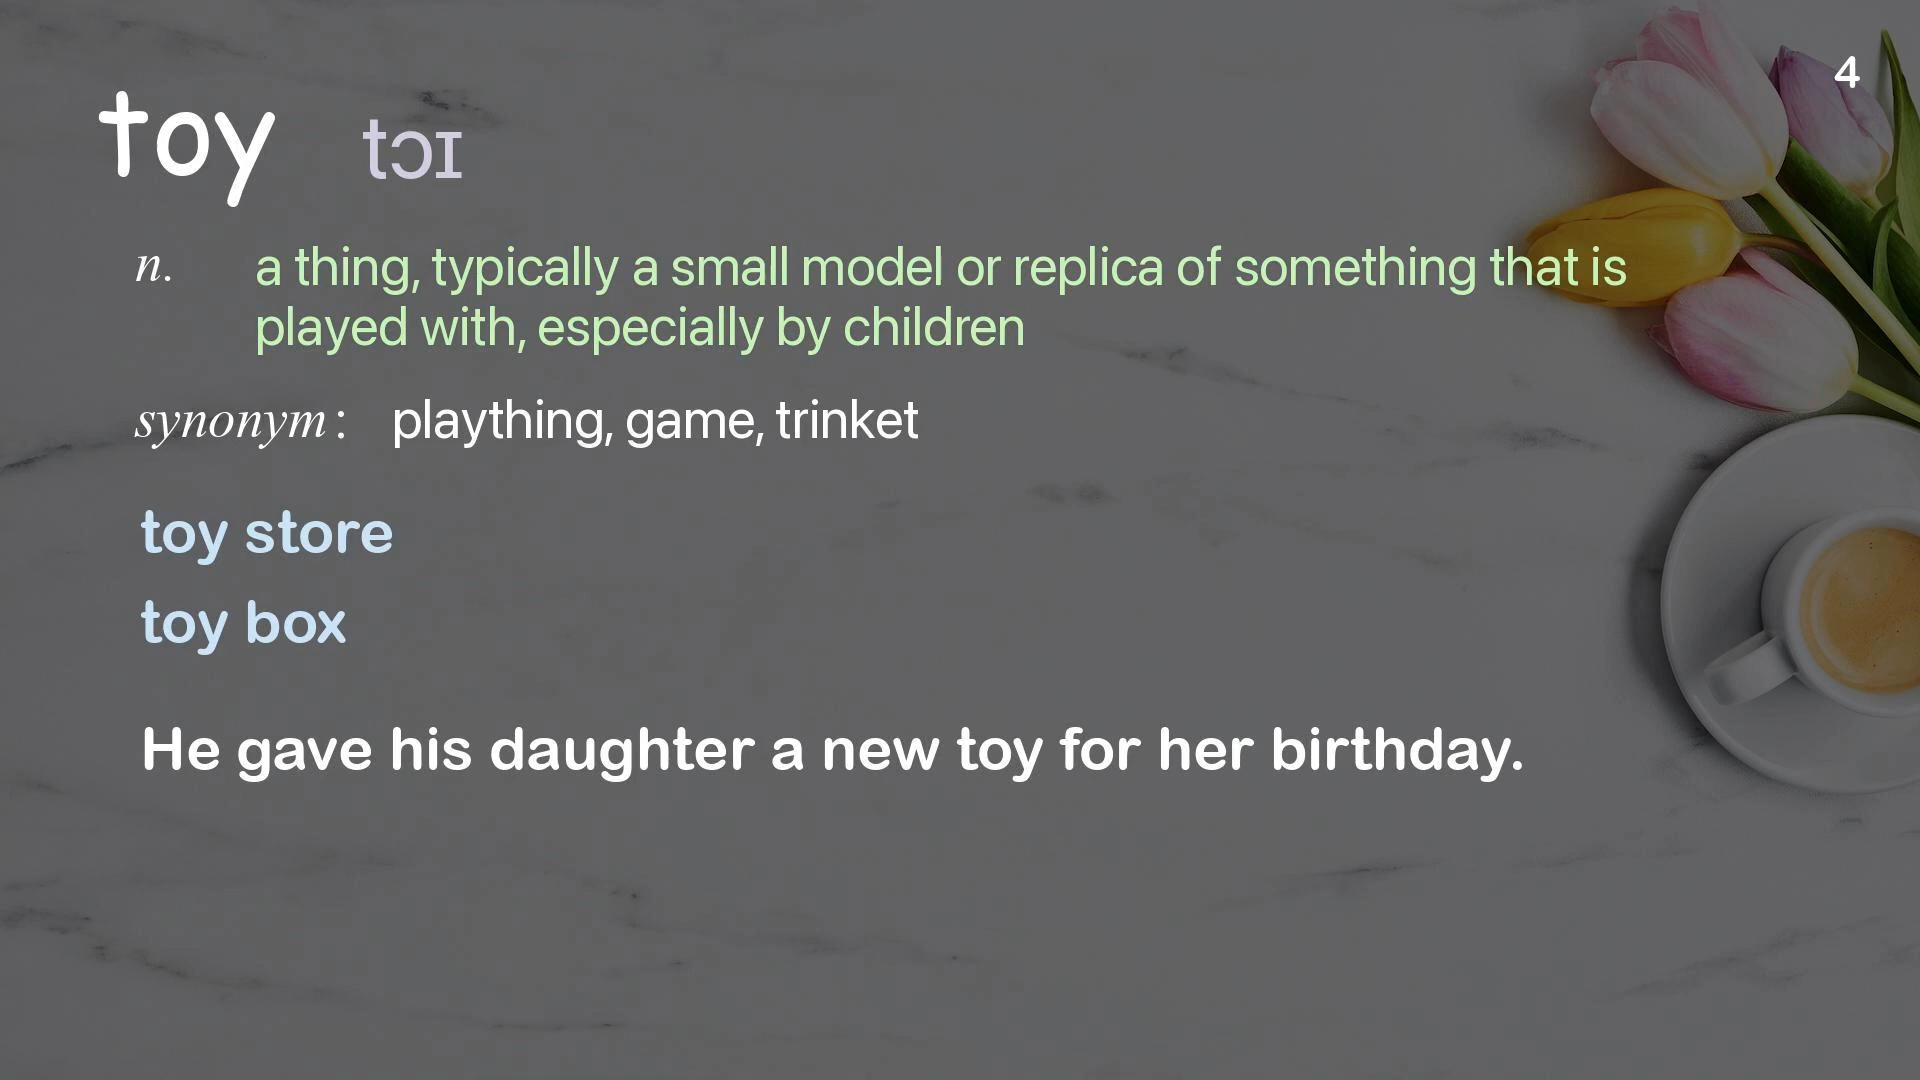 4
toy tɔɪ
n. a thing, typically a small model or replica of something that is
played with, especially by children
synonym : plaything, game, trinket
toy store
toy box
He gave his daughter a new toy for her birthday.